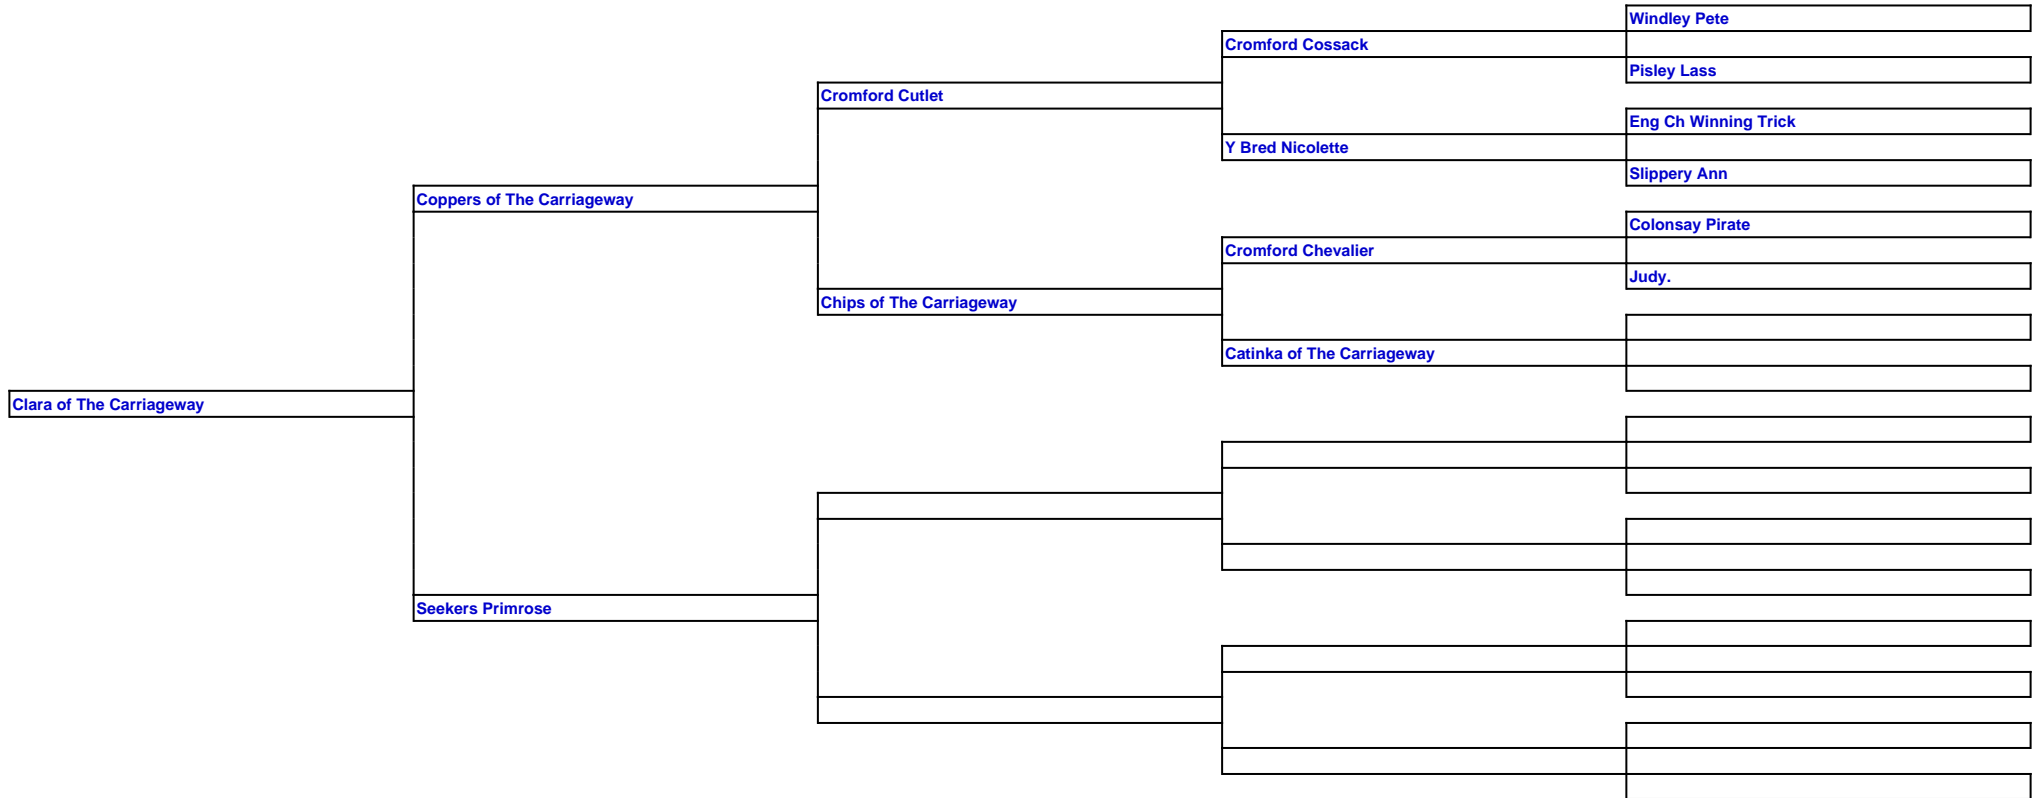 Windley Pete
Cromford Cossack
Pisley Lass
Cromford Cutlet
Eng Ch Winning Trick
Y Bred Nicolette
Slippery Ann
Coppers of The Carriageway
Colonsay Pirate
Cromford Chevalier
Judy.
Chips of The Carriageway
Catinka of The Carriageway
Clara of The Carriageway
Seekers Primrose